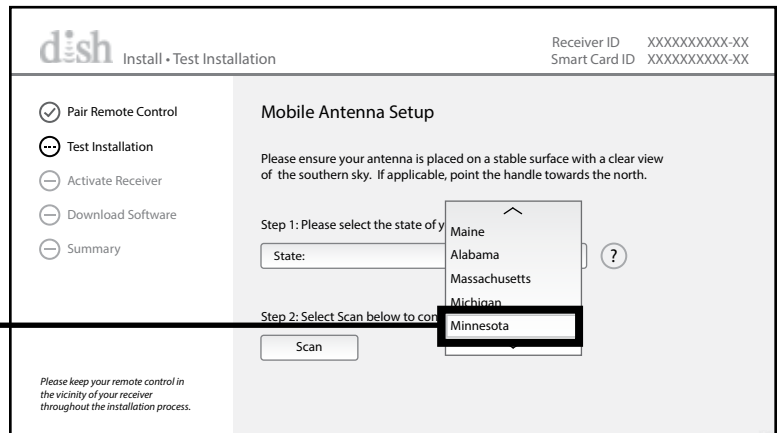 dish Install • Test Installation
Receiver ID XXXXXXXXXX-XX
Smart Card ID XXXXXXXXXX-XX
Pair Remote Control
Test Installation
Activate Receiver
Download Software
Summary
Please keep your remote control in
the vicinity of your receiver
throughout the installation process.
Mobile Antenna Setup
Please ensure your antenna is placed on a stable surface with a clear view
of the southern sky. If applicable, point the handle towards the north.
Step 1: Please select the state of y
State:
?
Maine
Alabama
Massachusetts
Michigan
Minnesota
Step 2: Select Scan below to con
Scan